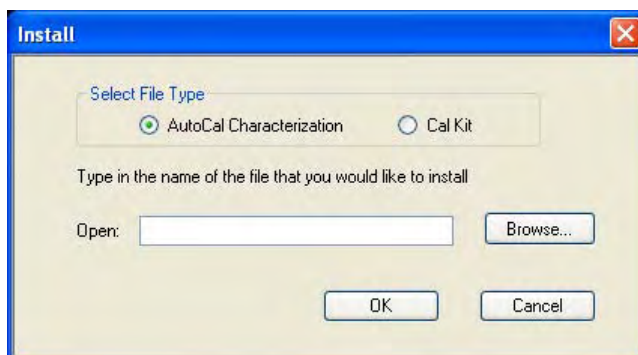 Install
Select File Type
AutoCal Characterization Cal Kit
Type in the name of the file that you would like to install
Open: Browse...
OK Cancel